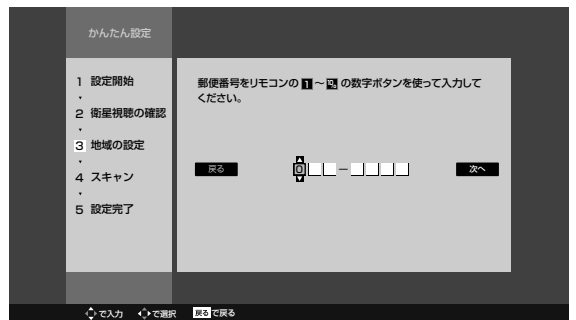 かんたん設定
1 設定開始
2 衛星視聴の確認
3 地域の設定
4 スキャン
5 設定完了
郵便番号をリモコンの 1 ~ 10 の数字ボタンを使って入力して
ください。
戻る 0 - 次へ
で入力 で選択 戻る で戻る